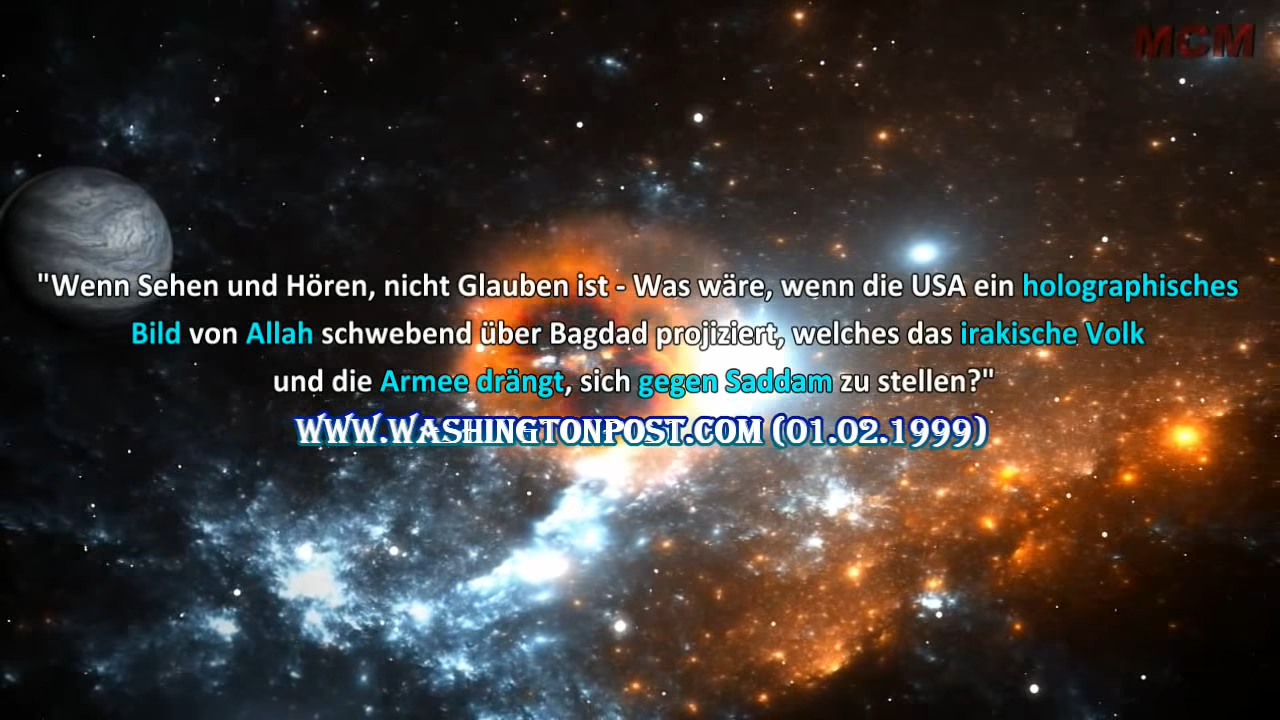 MCM
"Wenn Sehen und Hören, nicht Glauben ist - Was wäre, wenn die USA ein holographisches
Bild von Allah schwebend über Bagdad projiziert, welches das irakische Volk
und die Armee drängt, sich gegen Saddam zu stellen?"
WWW.WASHINGTONPOST.COM (01.02.1999)